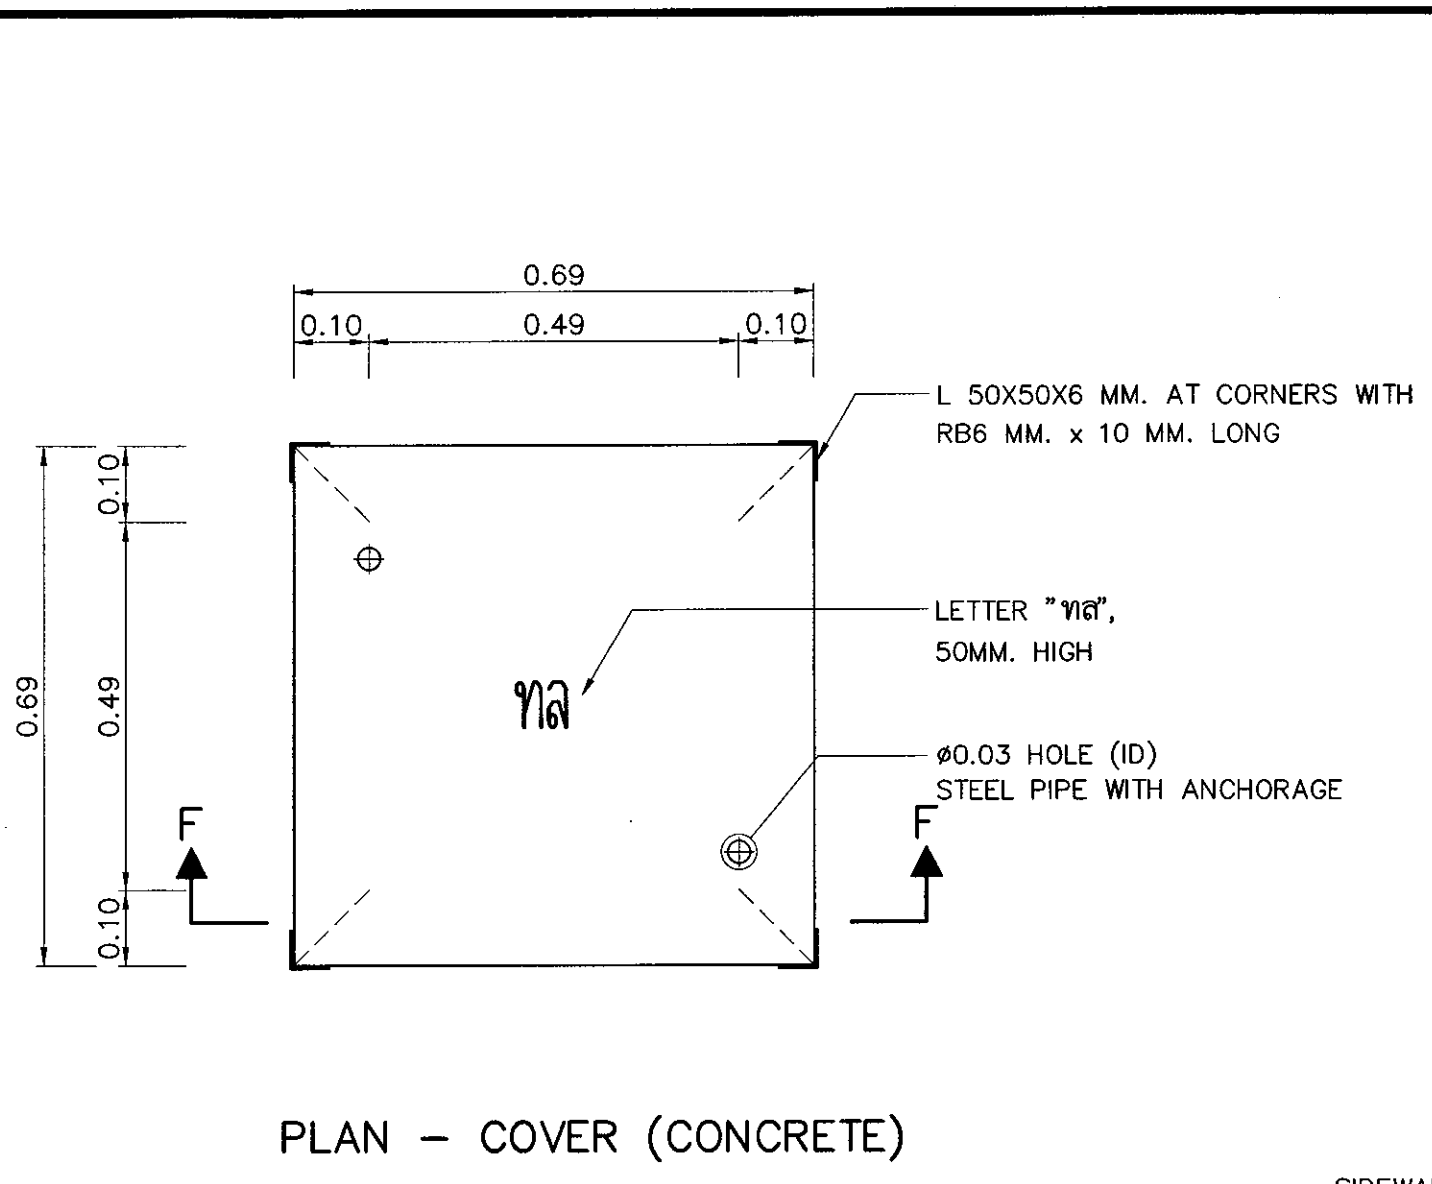 0.69
0.10 0.49 0.10
L 50X50X6 MM. AT CORNERS WITH
RB6 MM. x 10 MM. LONG
0.10
LETTER "ทล",
50MM. HIGH
0.69
0.49
ทล
ø0.03 HOLE (ID)
STEEL PIPE WITH ANCHORAGE
F
F
0.10
PLAN - COVER (CONCRETE)